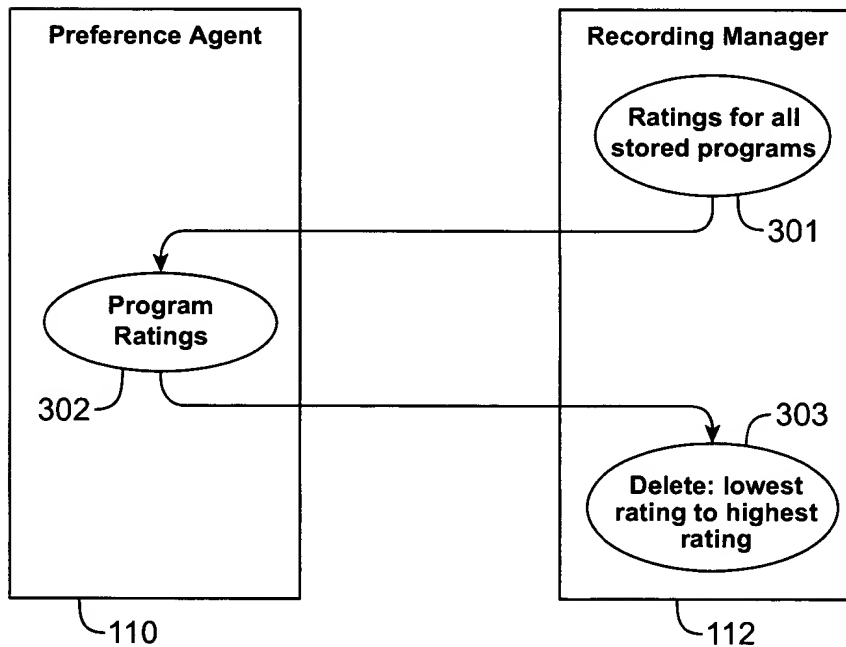 Preference Agent
Recording Manager
Ratings for all
stored programs
301
Program
Ratings
302
303
Delete: lowest
rating to highest
rating
110
112